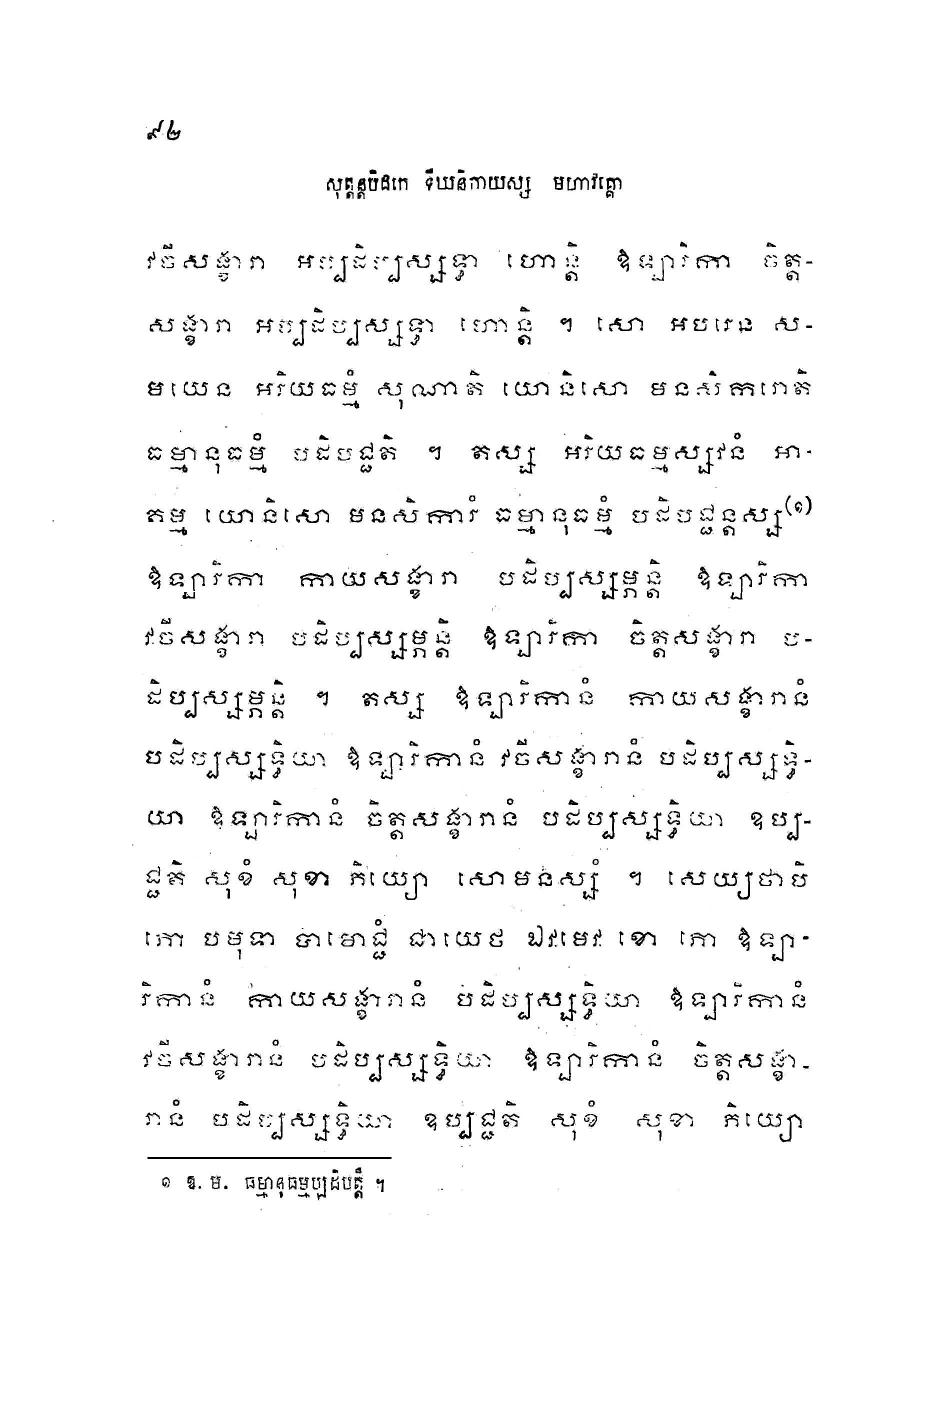 ៩២
សុត្តន្តបិដកេ ទីឃនិកាយស្ស មហាវគ្គោ
វចីសង្ខារា អប្បដិប្បស្សទ្ធា ហោន្តិ ឱឡារិកា ចិត្ត-
សង្ខារា អប្បដិប្បស្សទ្ធា ហោន្តិ ។ សោ អបរេន ស-
មយេន អរិយធម្មំ សុណាតិ យោនិសោ មនសិការោតិ
ធម្មានុធម្មំ បដិបជ្ជតិ ។ តស្ស អរិយធម្មស្សវនំ អា-
គម្ម យោនិសោ មនសិការំ ធម្មានុធម្មំ បដិបជ្ជន្តស្ស(១)
ឱឡារិកា កាយសង្ខារា បដិប្បស្សម្ភន្តិ ឱឡារិកា
វចីសង្ខារា បដិប្បស្សម្ភន្តិ ឱឡារិកា ចិត្តសង្ខារា ប-
ដិប្បស្សម្ភន្តិ ។ តស្ស ឱឡារិកានំ កាយសង្ខារានំ
បដិប្បស្សទ្ធិយា ឱឡារិកានំ វចីសង្ខារានំ បដិប្បស្សទ្ធិ-
យា ឱឡារិកានំ ចិត្តសង្ខារានំ បដិប្បស្សទ្ធិយា ឧប្ប-
ជ្ជតិ សុខំ សុខា ភិយ្យោ សោមនស្សំ ។ សេយ្យថាបិ
ភោ បមុទា បាមោជ្ជំ ជាយេថ ឯវមេវ ខោ ភោ ឱឡា-
រិកានំ កាយសង្ខារានំ បដិប្បស្សទ្ធិយា ឱឡារិកានំ
វចីសង្ខារានំ បដិប្បស្សទ្ធិយា ឱឡារិកានំ ចិត្តសង្ខា-
រានំ បដិប្បស្សទ្ធិយា ឧប្បជ្ជតិ សុខំ សុខា ភិយ្យោ
១ ឱ. ម. ធម្មានុធម្មប្បដិបត្តឹ ។